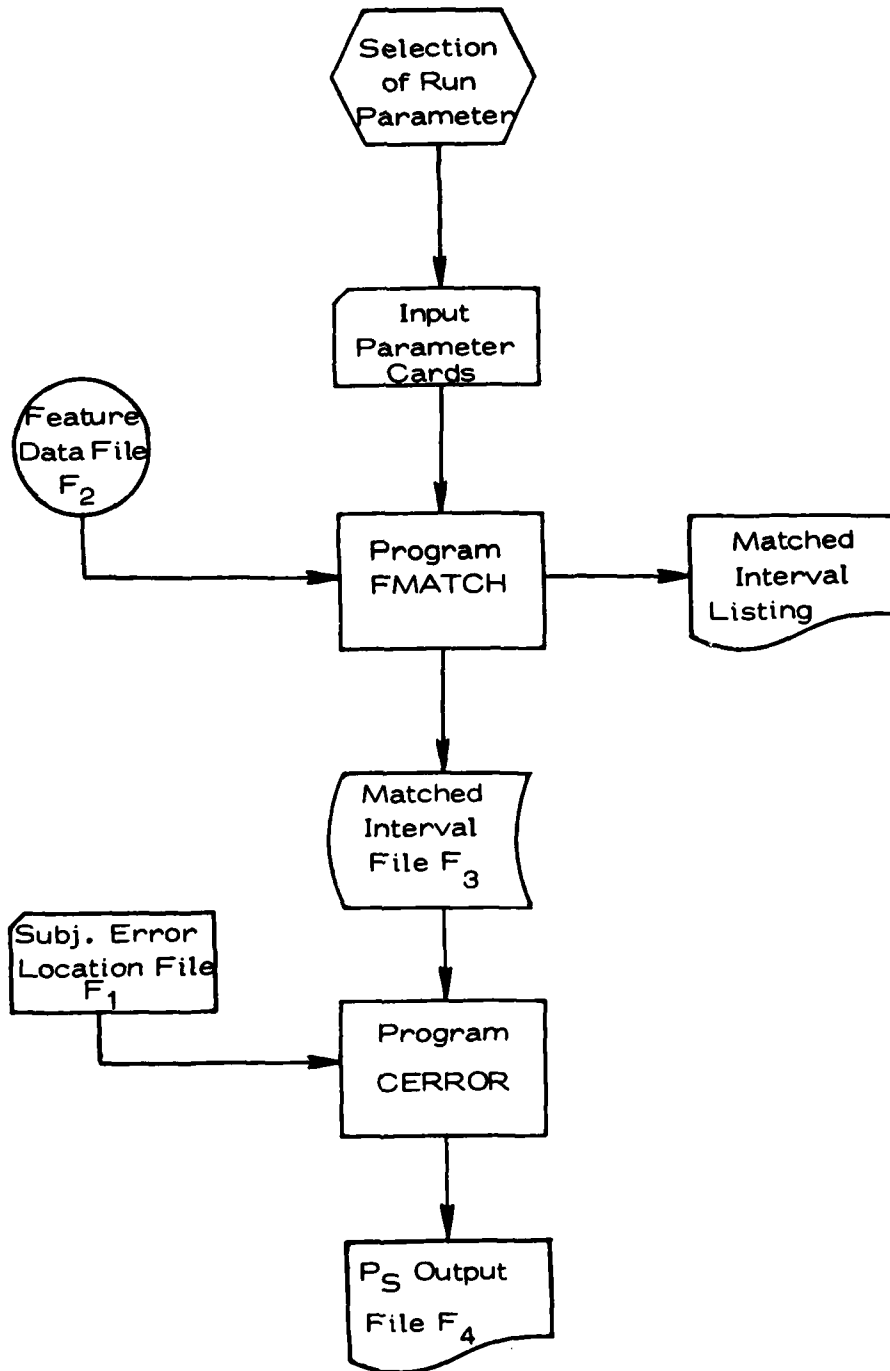 Selection
of Run
Parameter
Input
Parameter
Cards
Feature
Data File
F2
Program
FMATCH
Matched
Interval
Listing
Matched
Interval
File F3
Subj. Error
Location File
F1
Program
CERROR
PS Output
File F4